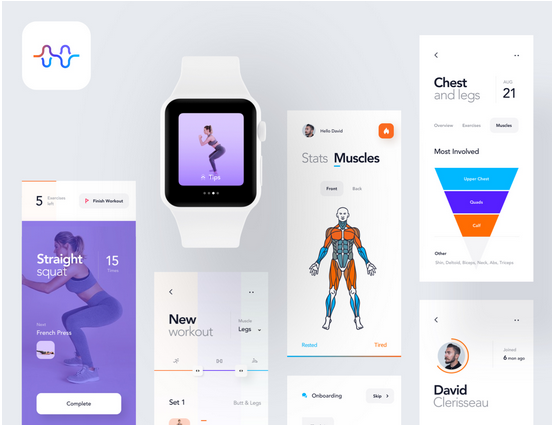 5
Exercises
left
Finish Workout
Straight
squat
15
Times
Next
French Press
Complete
Tips
New
workout
Muscle
Legs
Set 1
Butt & Legs
Hello David
Stats Muscles
Front
Back
Rested
Tired
Onboarding
Skip
Chest
and legs
AUG
21
Overview
Exercises
Muscles
Most Involved
Upper Chest
Quads
Calf
Other
Shin, Deltoid, Biceps, Neck, Abs, Triceps
Joined
6 mon ago
David
Clerisseau